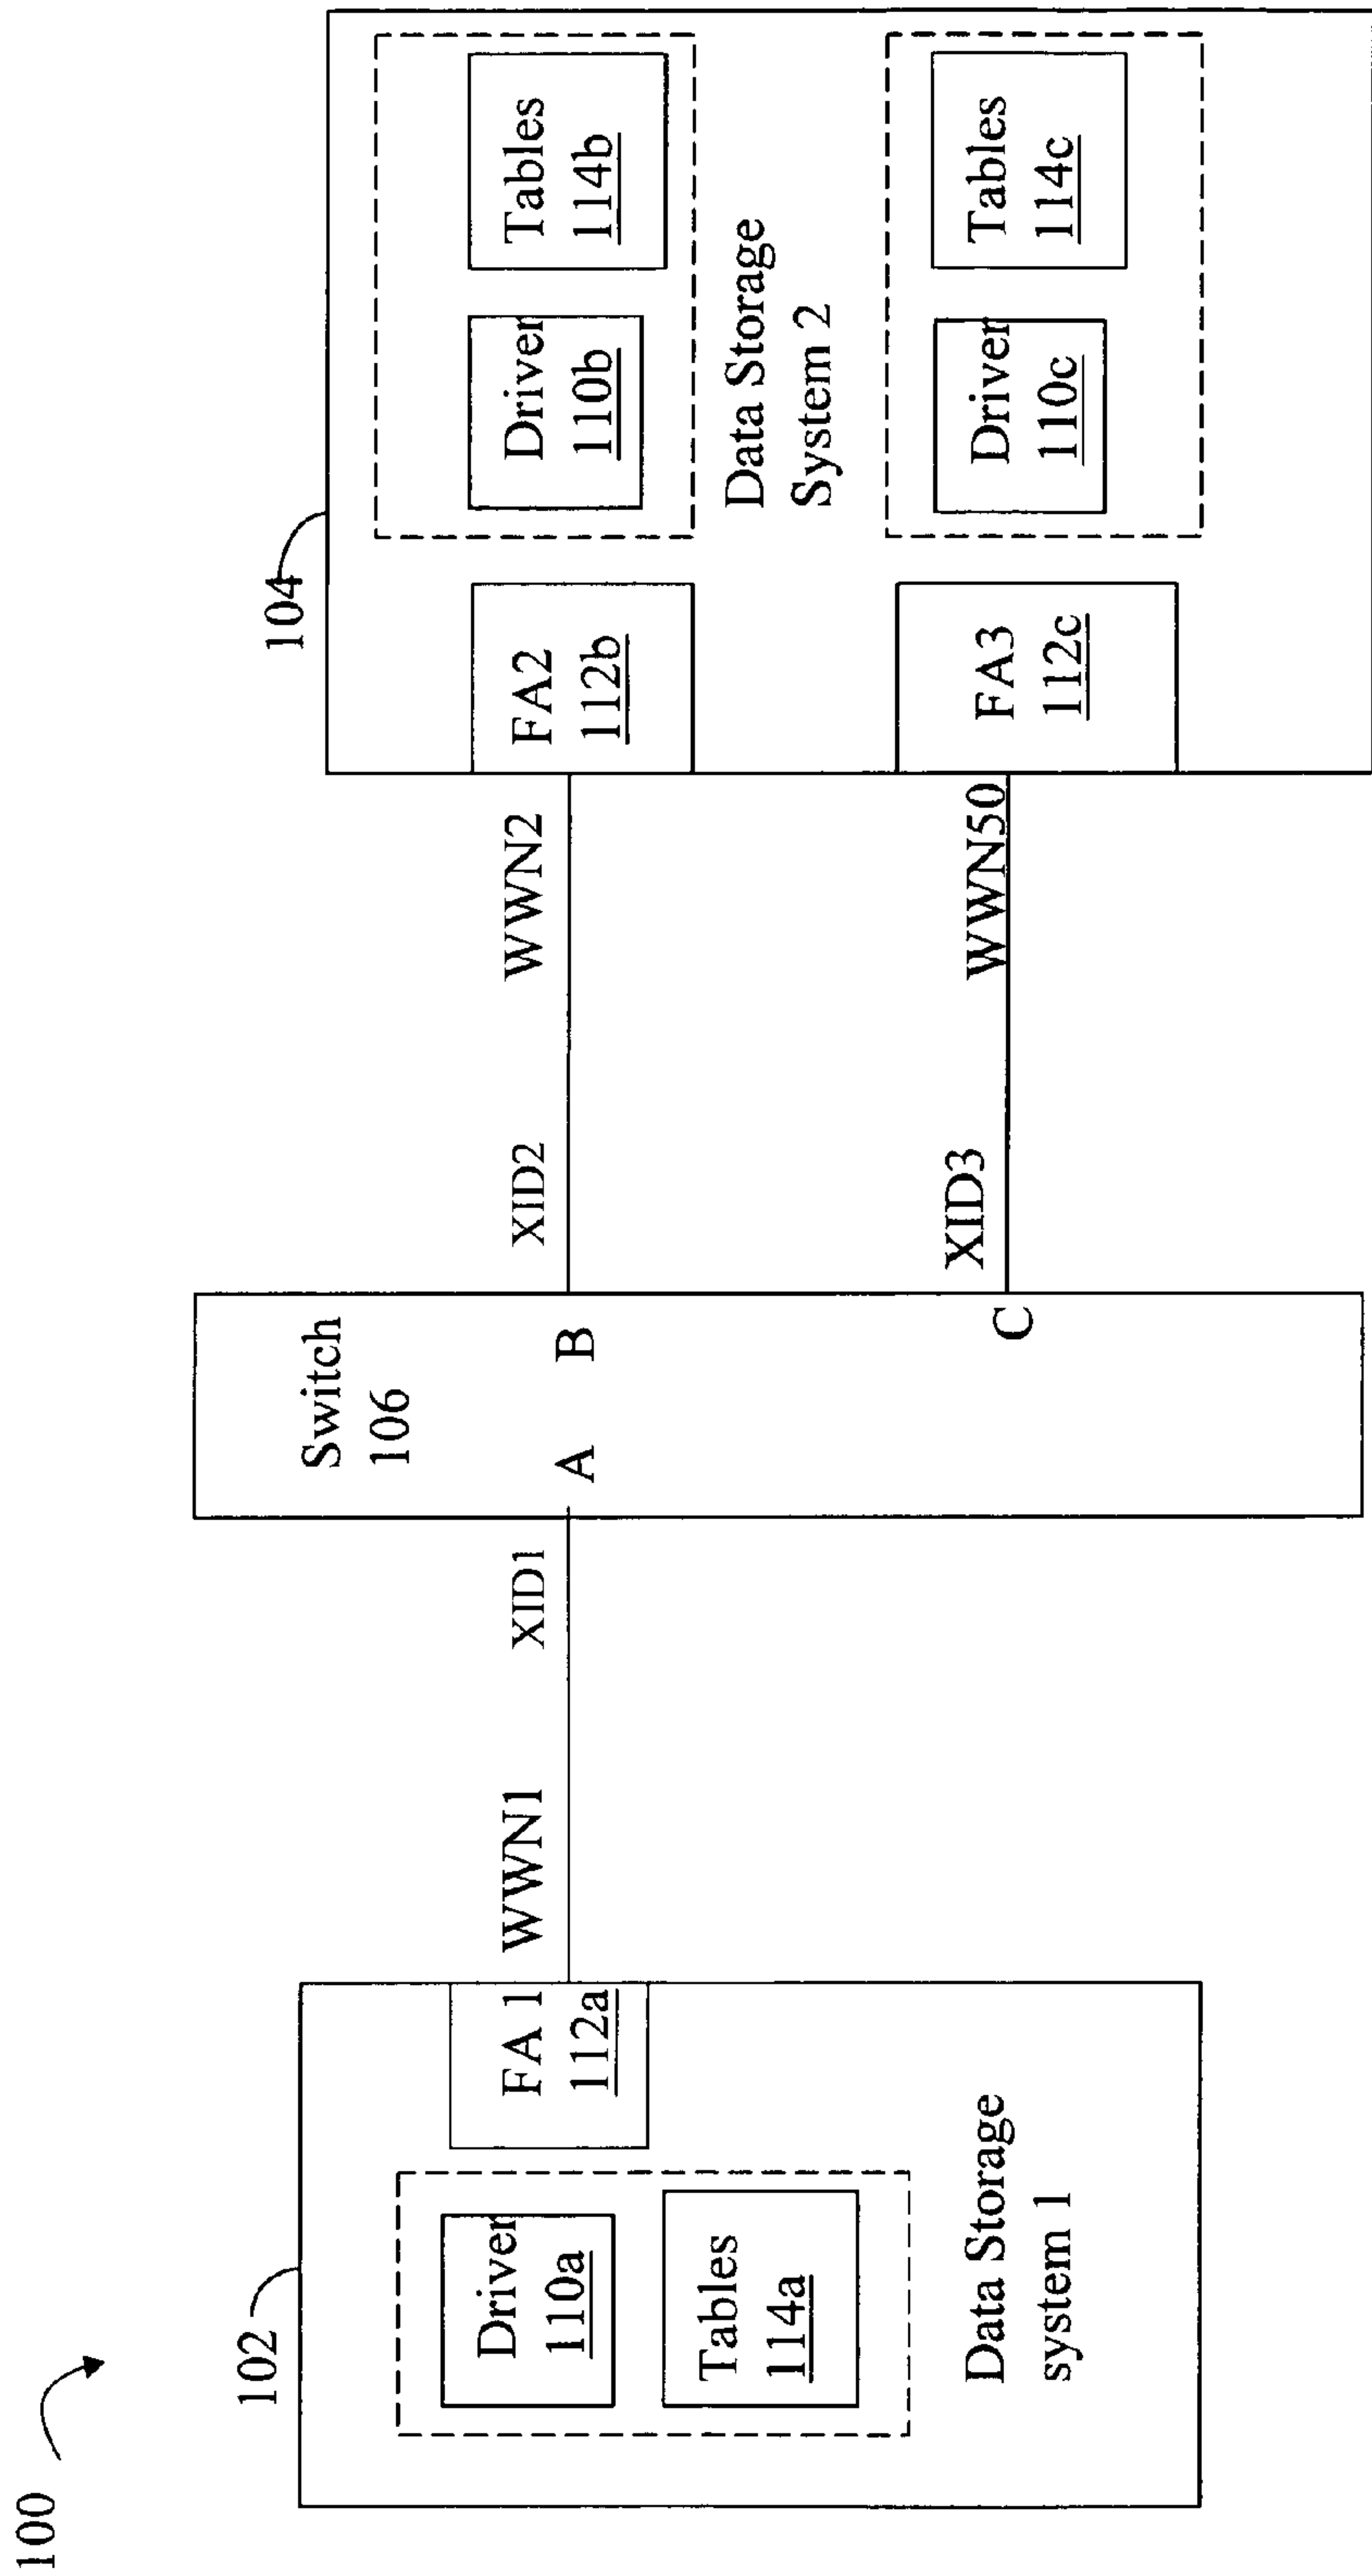 100
102
Driver
110a
Tables
114a
Data Storage
system 1
FA 1
112a
WWN1
XID1
Switch
106
A
B
C
XID2
WWN2
XID3
WWN50
104
FA2
112b
Driver
110b
Tables
114b
Data Storage
System 2
FA3
112c
Driver
110c
Tables
114c